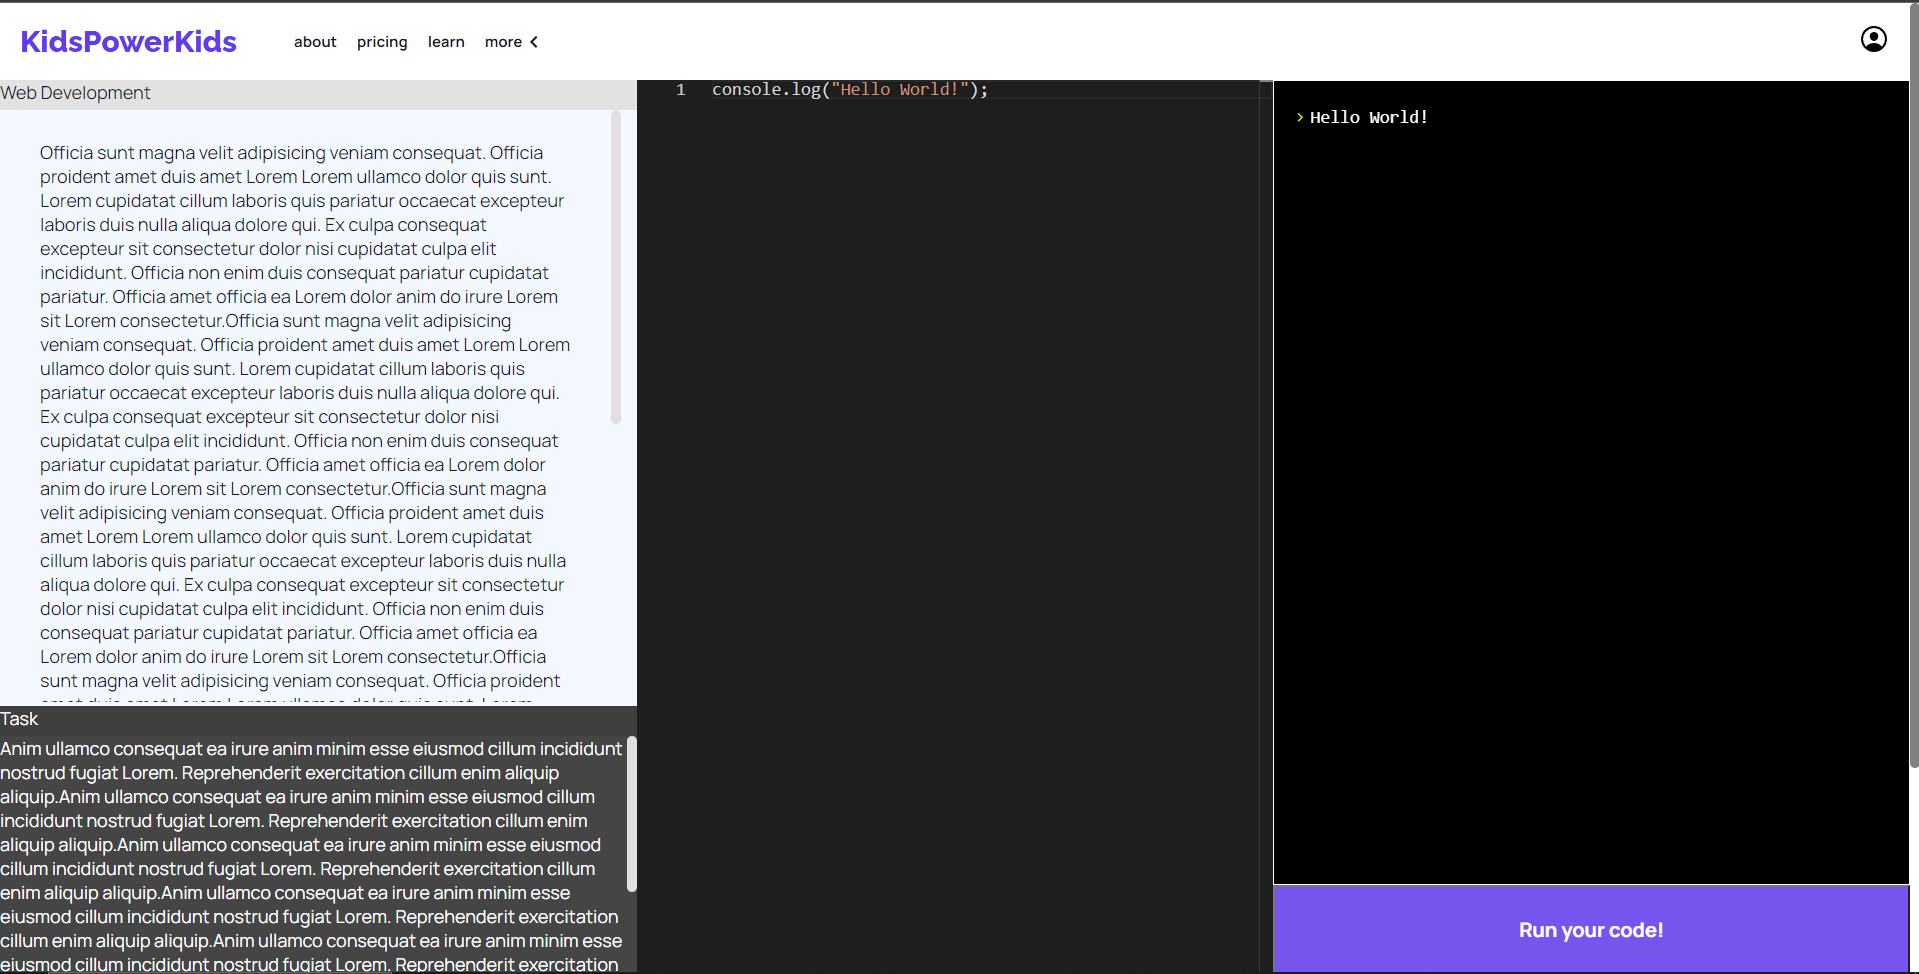 KidsPowerKids
about pricing learn more
Web Development
Officia sunt magna velit adipisicing veniam consequat. Officia
proident amet duis amet Lorem Lorem ullamco dolor quis sunt.
Lorem cupidatat cillum laboris quis pariatur occaecat excepteur
laboris duis nulla aliqua dolore qui. Ex culpa consequat
excepteur sit consectetur dolor nisi cupidatat culpa elit
incididunt. Officia non enim duis consequat pariatur cupidatat
pariatur. Officia amet officia ea Lorem dolor anim do irure Lorem
sit Lorem consectetur.Officia sunt magna velit adipisicing
veniam consequat. Officia proident amet duis amet Lorem Lorem
ullamco dolor quis sunt. Lorem cupidatat cillum laboris quis
pariatur occaecat excepteur laboris duis nulla aliqua dolore qui.
Ex culpa consequat excepteur sit consectetur dolor nisi
cupidatat culpa elit incididunt. Officia non enim duis consequat
pariatur cupidatat pariatur. Officia amet officia ea Lorem dolor
anim do irure Lorem sit Lorem consectetur.Officia sunt magna
velit adipisicing veniam consequat. Officia proident amet duis
amet Lorem Lorem ullamco dolor quis sunt. Lorem cupidatat
cillum laboris quis pariatur occaecat excepteur laboris duis nulla
aliqua dolore qui. Ex culpa consequat excepteur sit consectetur
dolor nisi cupidatat culpa elit incididunt. Officia non enim duis
consequat pariatur cupidatat pariatur. Officia amet officia ea
Lorem dolor anim do irure Lorem sit Lorem consectetur.Officia
sunt magna velit adipisicing veniam consequat. Officia proident
Task
Anim ullamco consequat ea irure anim minim esse eiusmod cillum incididunt
nostrud fugiat Lorem. Reprehenderit exercitation cillum enim aliquip
aliquip.Anim ullamco consequat ea irure anim minim esse eiusmod cillum
incididunt nostrud fugiat Lorem. Reprehenderit exercitation cillum enim
aliquip aliquip.Anim ullamco consequat ea irure anim minim esse eiusmod
cillum incididunt nostrud fugiat Lorem. Reprehenderit exercitation cillum
enim aliquip aliquip.Anim ullamco consequat ea irure anim minim esse
eiusmod cillum incididunt nostrud fugiat Lorem. Reprehenderit exercitation
cillum enim aliquip aliquip.Anim ullamco consequat ea irure anim minim esse
eiusmod cillum incididunt nostrud fugiat Lorem. Reprehenderit exercitation
1 console.log("Hello World!");
› Hello World!
Run your code!